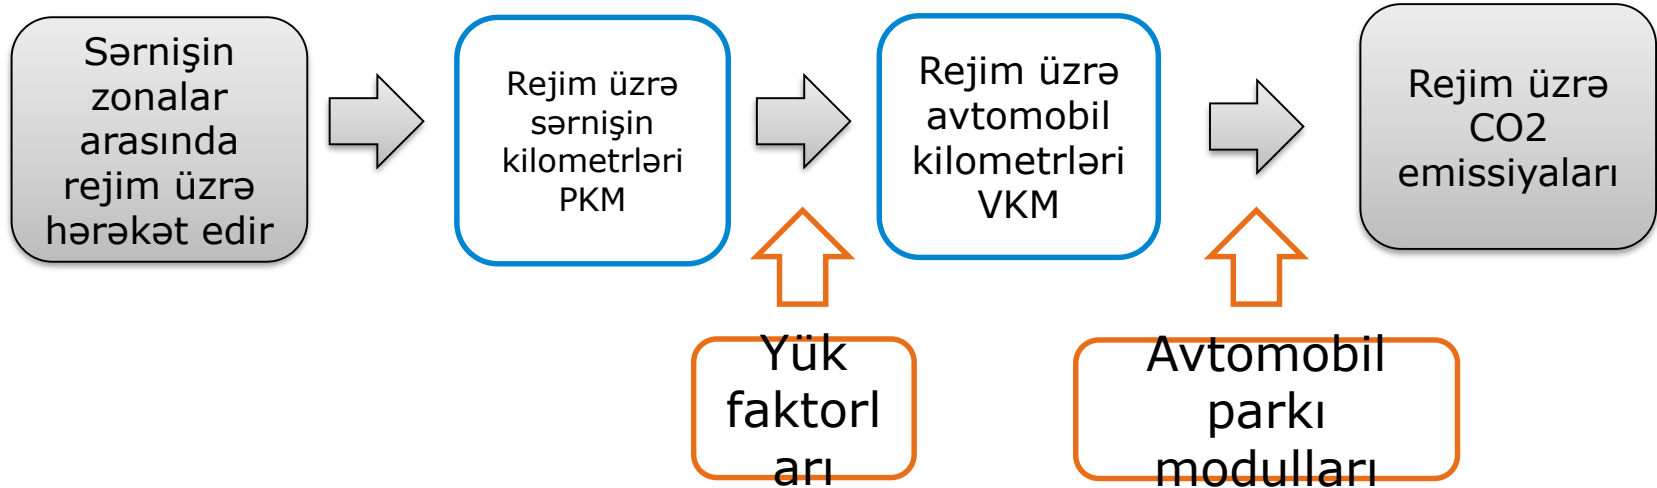 Sərnişin
zonalar
arasında
rejim üzrə
hərəkət edir
Rejim üzrə
sərnişin
kilometrləri
PKM
Rejim üzrə
avtomobil
kilometrləri
VKM
Rejim üzrə
CO2
emissiyaları
Yük
faktorl
arı
Avtomobil
parkı
modulları